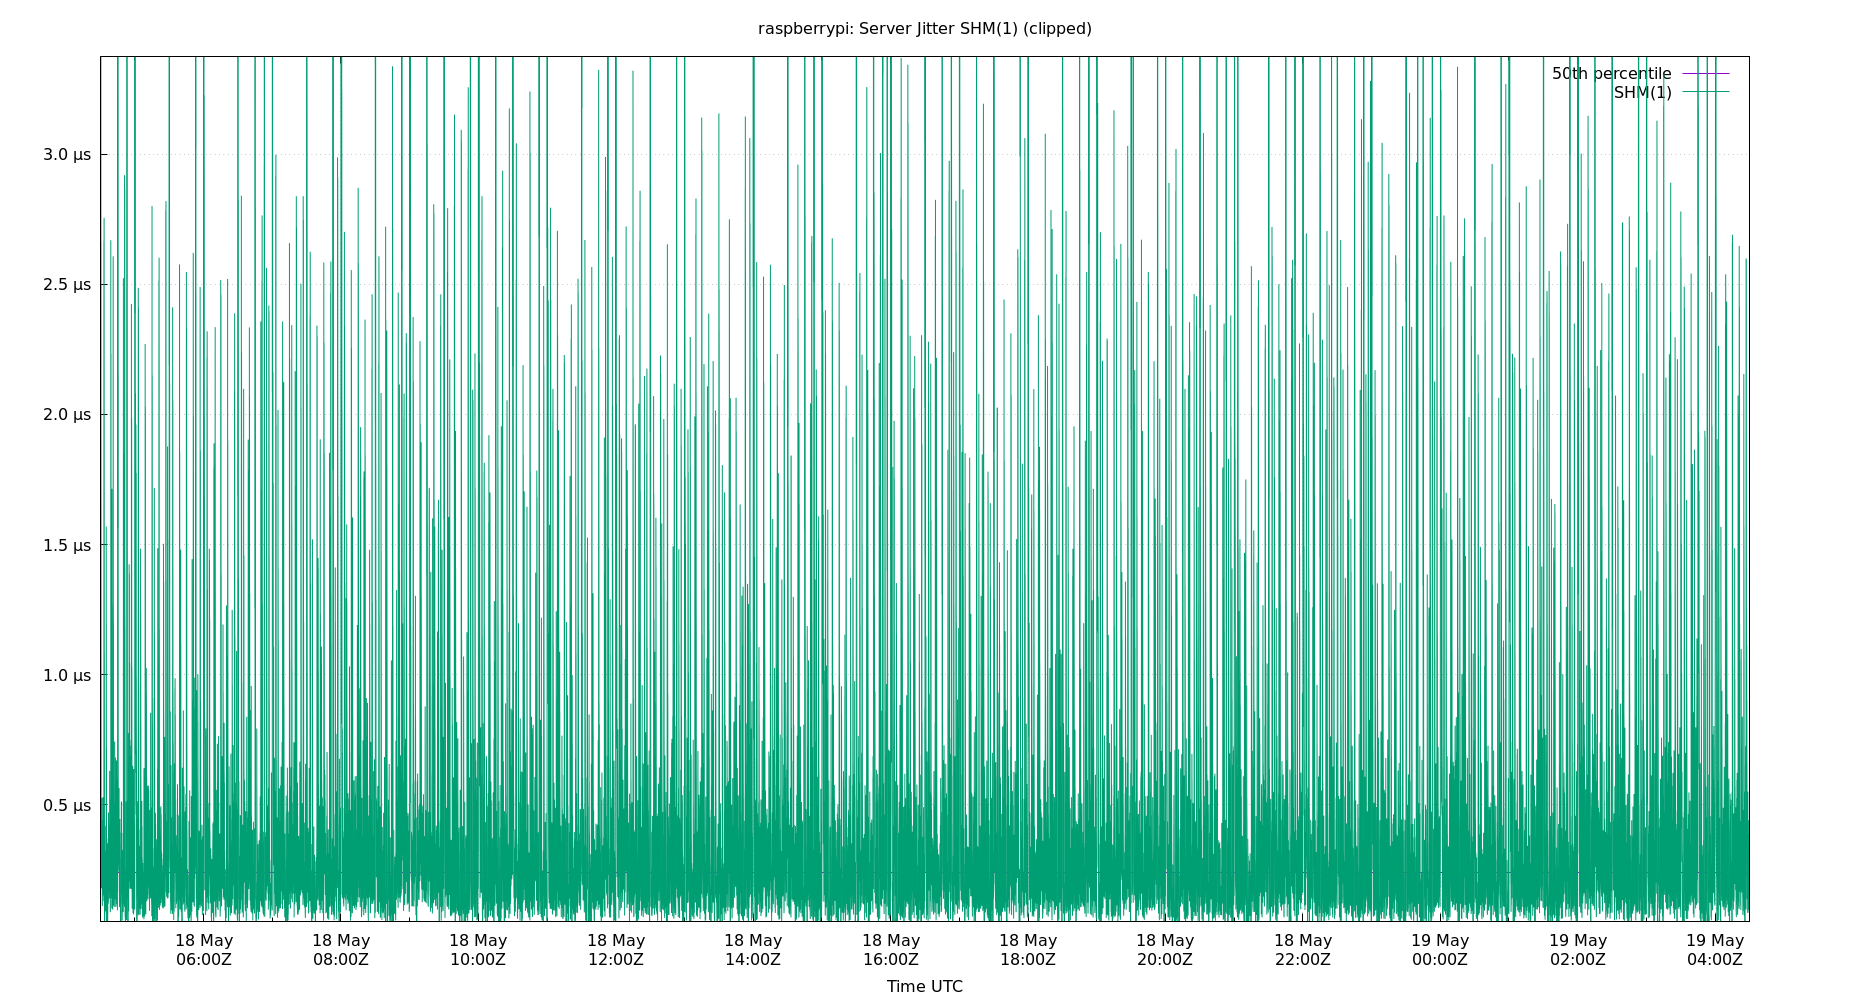 raspberrypi: Server Jitter SHM(1) (clipped)
50th percentile
SHM(1)
3.0 µs
2.5 µs
2.0 µs
1.5 µs
1.0 µs
0.5 µs
18 May 18 May 18 May 18 May 18 May 18 May 18 May 18 May 18 May 19 May 19 May 19 May
06:00Z 08:00Z 10:00Z 12:00Z 14:00Z 16:00Z 18:00Z 20:00Z 22:00Z 00:00Z 02:00Z 04:00Z
Time UTC